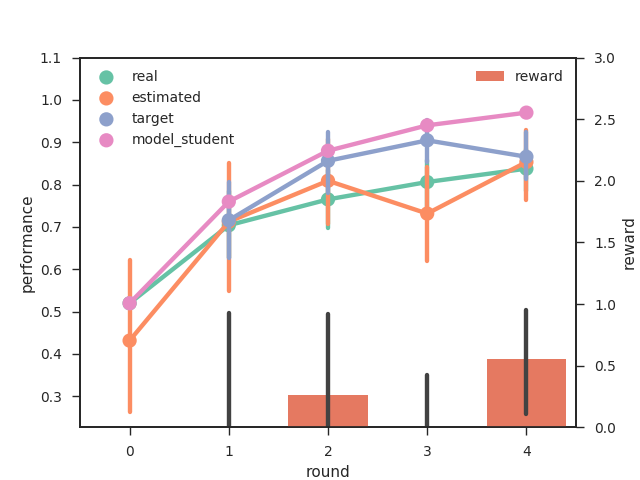 1.1
1.0
0.9
0.8
0.7
0.6
0.5
0.4
0.3
performance
real
estimated
target
model_student
reward
3.0
2.5
2.0
1.5
1.0
0.5
0.0
reward
0 1 2 3 4
round